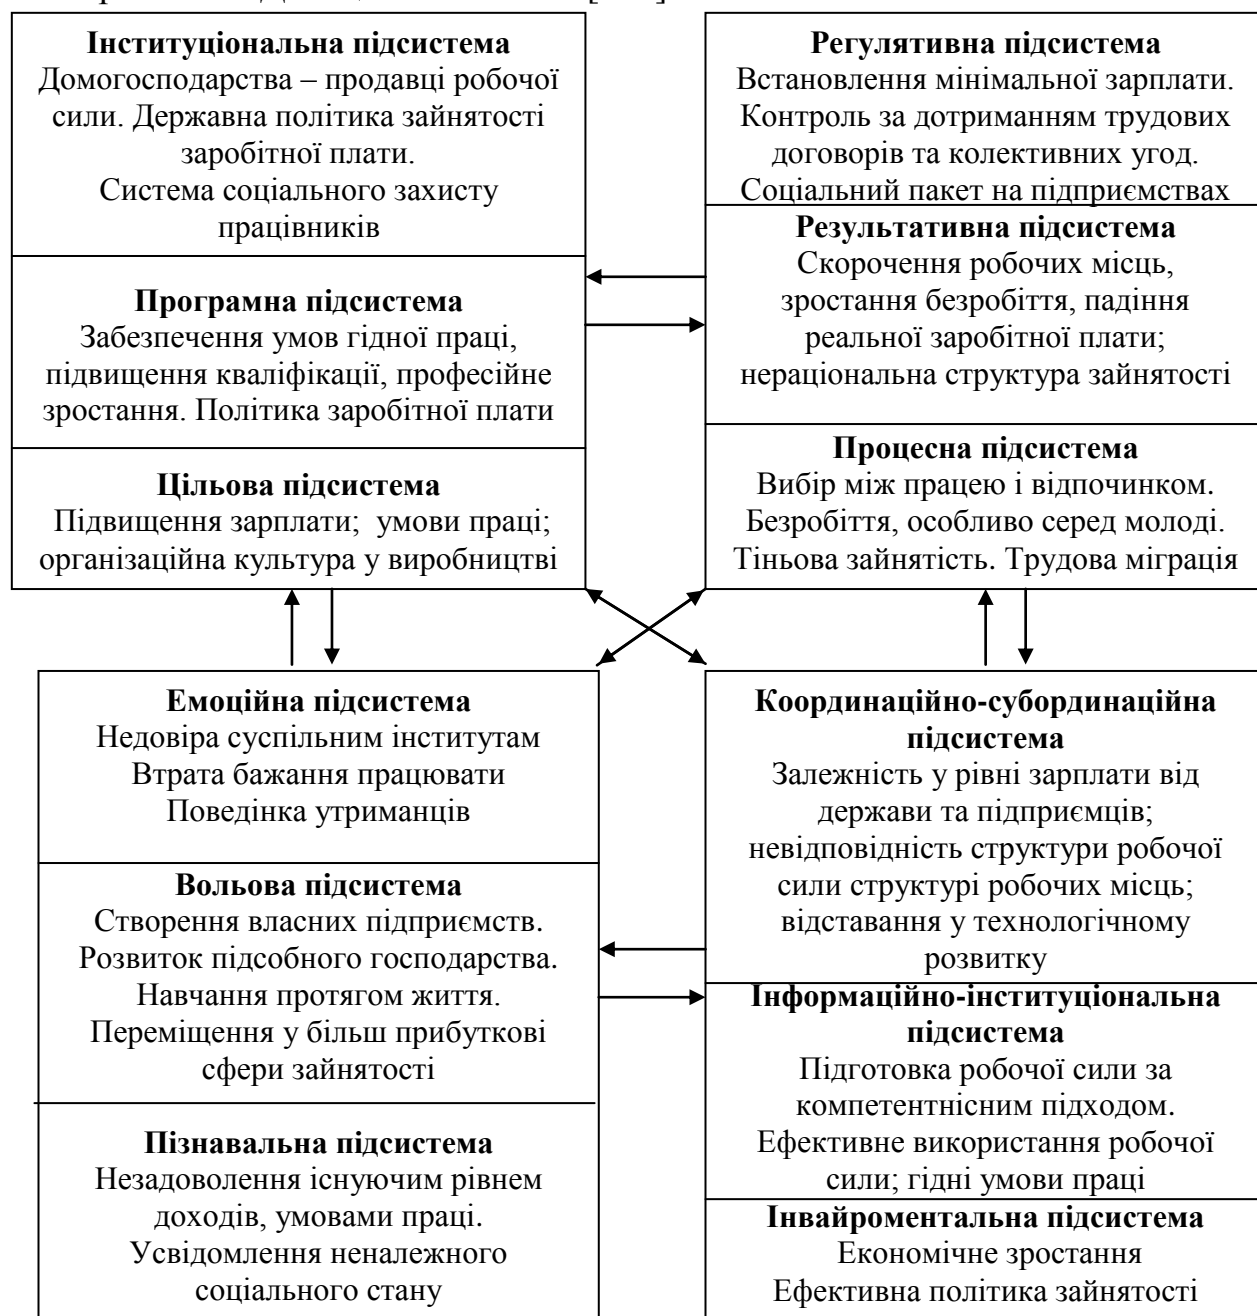 Інституціональна підсистема
Домогосподарства – продавці робочої
сили. Державна політика зайнятості
заробітної плати.
Система соціального захисту
працівників
Програмна підсистема
Забезпечення умов гідної праці,
підвищення кваліфікації, професійне
зростання. Політика заробітної плати
Цільова підсистема
Підвищення зарплати; умови праці;
організаційна культура у виробництві
Регулятивна підсистема
Встановлення мінімальної зарплати.
Контроль за дотриманням трудових
договорів та колективних угод.
Соціальний пакет на підприємствах
Результативна підсистема
Скорочення робочих місць,
зростання безробіття, падіння
реальної заробітної плати;
нераціональна структура зайнятості
Процесна підсистема
Вибір між працею і відпочинком.
Безробіття, особливо серед молоді.
Тіньова зайнятість. Трудова міграція
Емоційна підсистема
Недовіра суспільним інститутам
Втрата бажання працювати
Поведінка утриманців
Вольова підсистема
Створення власних підприємств.
Розвиток підсобного господарства.
Навчання протягом життя.
Переміщення у більш прибуткові
сфери зайнятості
Пізнавальна підсистема
Незадоволення існуючим рівнем
доходів, умовами праці.
Усвідомлення неналежного
соціального стану
Координаційно-субординаційна
підсистема
Залежність у рівні зарплати від
держави та підприємців;
невідповідність структури робочої
сили структурі робочих місць;
відставання у технологічному
розвитку
Інформаційно-інституціональна
підсистема
Підготовка робочої сили за
компетентнісним підходом.
Ефективне використання робочої
сили; гідні умови праці
Інвайроментальна підсистема
Економічне зростання
Ефективна політика зайнятості